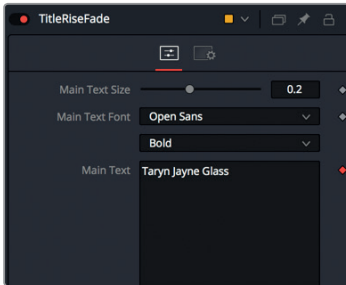 TitleRiseFade
Main Text Size 0.2
Main Text Font Open Sans
Bold
Main Text Taryn Jayne Glass